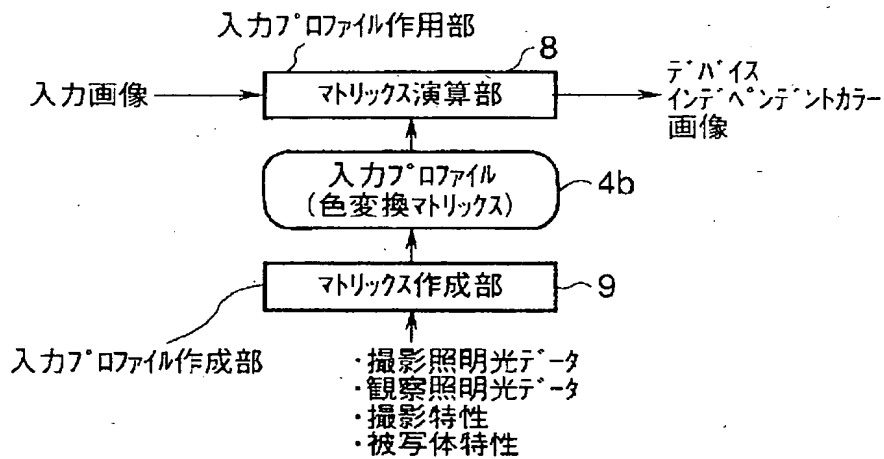 入力プロファイル作用部
8
入力画像
マトリックス演算部
デバイス
インデペンデントカラー
画像
入力プロファイル
(色変換マトリックス)
4b
マトリックス作成部
9
入力プロファイル作成部
・撮影照明光データ
・観察照明光データ
・撮影特性
・被写体特性